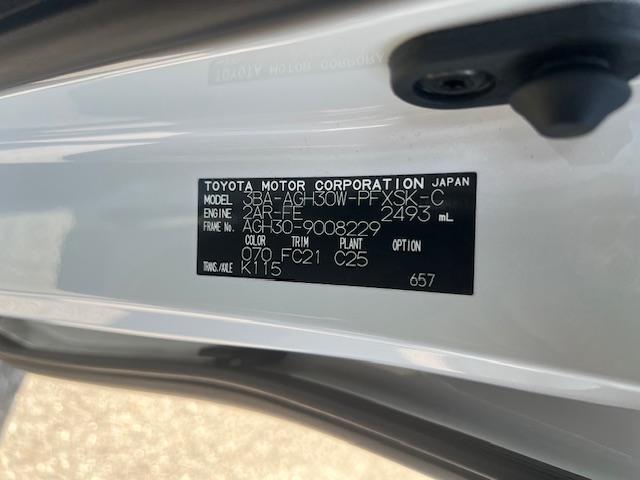 TOYOTA MOTOR CORPORATION JAPAN
MODEL 3BA-AGH30W-PFXSK-C
ENGINE 2AR-FE 2493 mL
FRAME No. AGH30-9008229
COLOR TRIM PLANT OPTION
070 FC21 C25
TRANS./AXLE K115
657